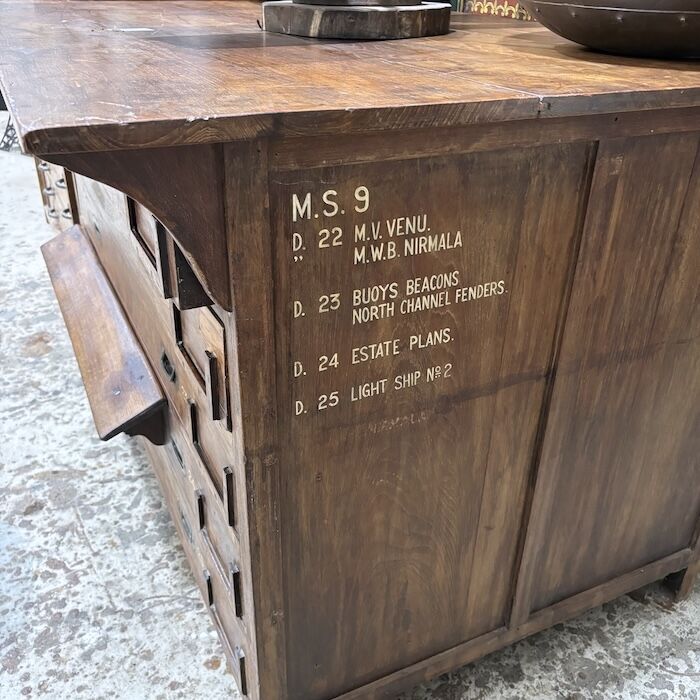 M.S. 9
D. 22 M.V. VENU.
" M.W.B. NIRMALA
D. 23 BUOYS BEACONS
NORTH CHANNEL FENDERS.
D. 24 ESTATE PLANS.
D. 25 LIGHT SHIP Nº 2